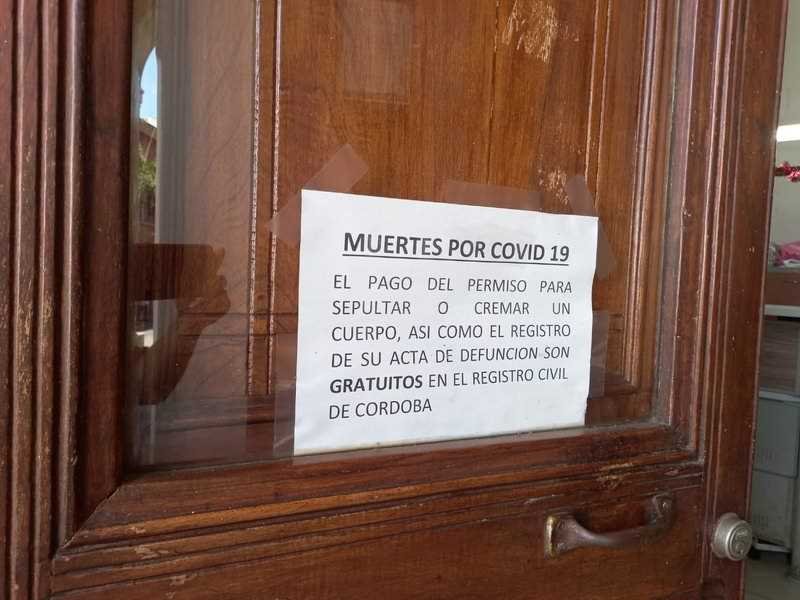 MUERTES POR COVID 19
EL PAGO DEL PERMISO PARA
SEPULTAR O CREMAR UN
CUERPO, ASI COMO EL REGISTRO
DE SU ACTA DE DEFUNCION SON
GRATUITOS EN EL REGISTRO CIVIL
DE CORDOBA